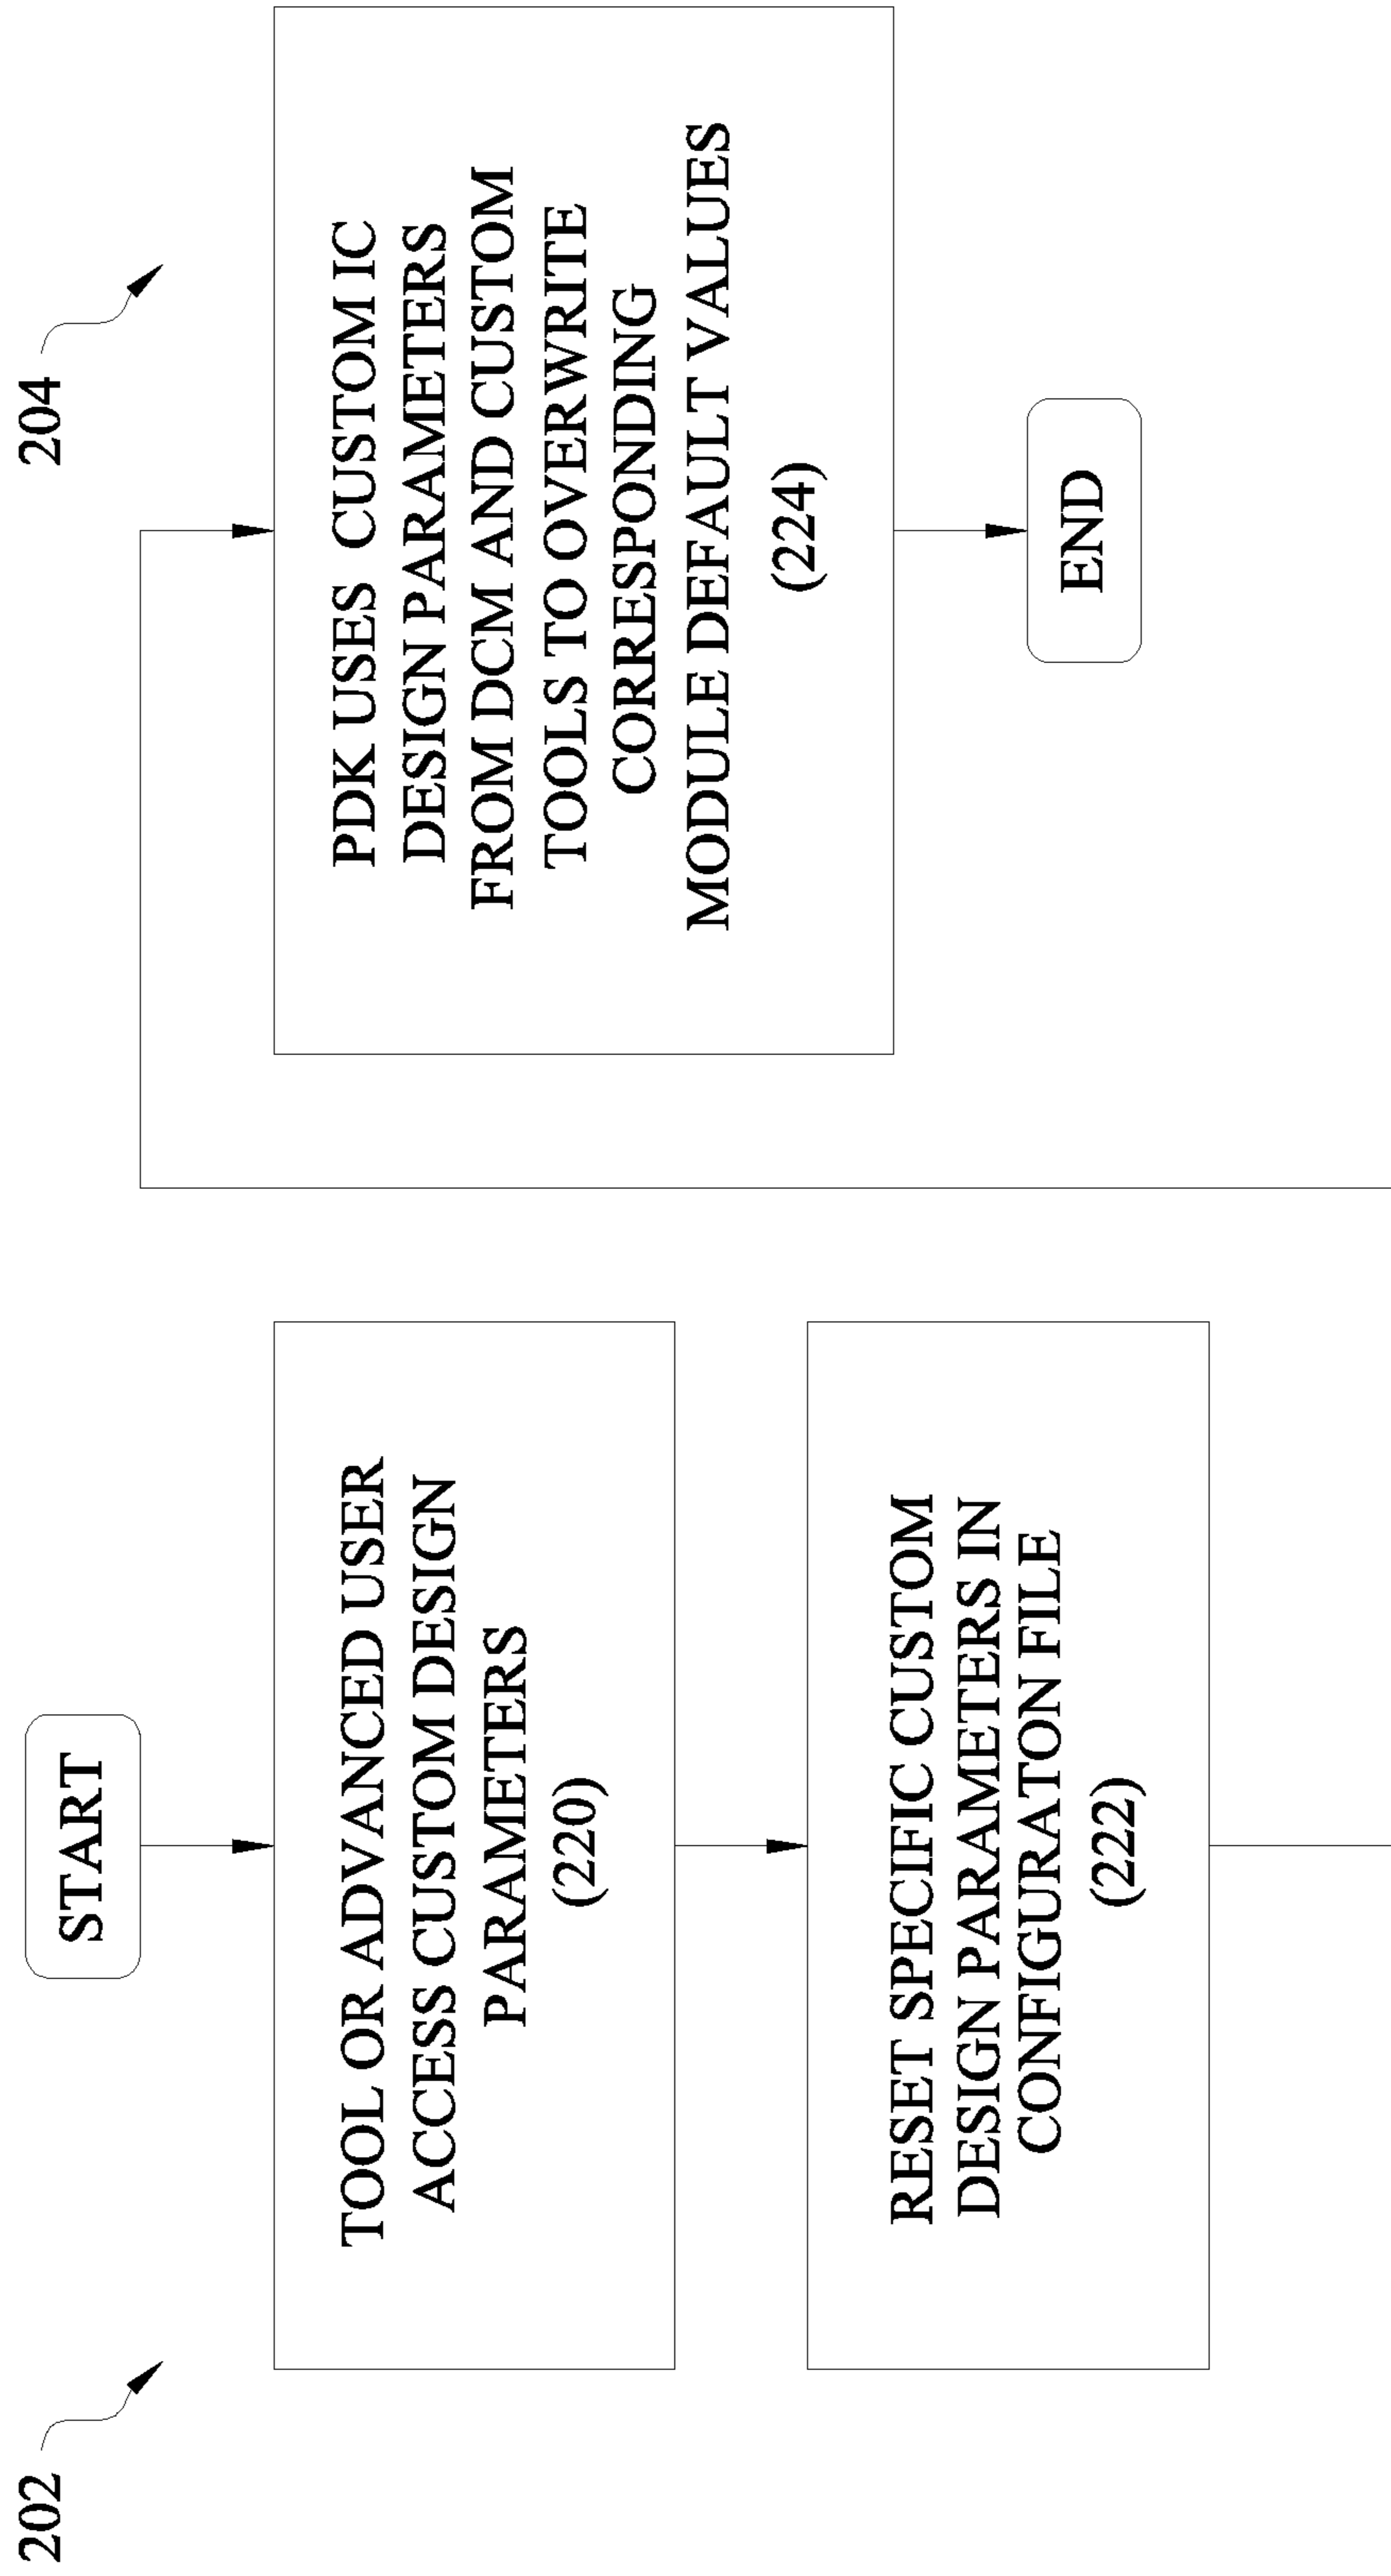 202
START
TOOL OR ADVANCED USER
ACCESS CUSTOM DESIGN
PARAMETERS
(220)
RESET SPECIFIC CUSTOM
DESIGN PARAMETERS IN
CONFIGURATON FILE
(222)
204
PDK USES CUSTOM IC
DESIGN PARAMETERS
FROM DCM AND CUSTOM
TOOLS TO OVERWRITE
CORRESPONDING
MODULE DEFAULT VALUES
(224)
END